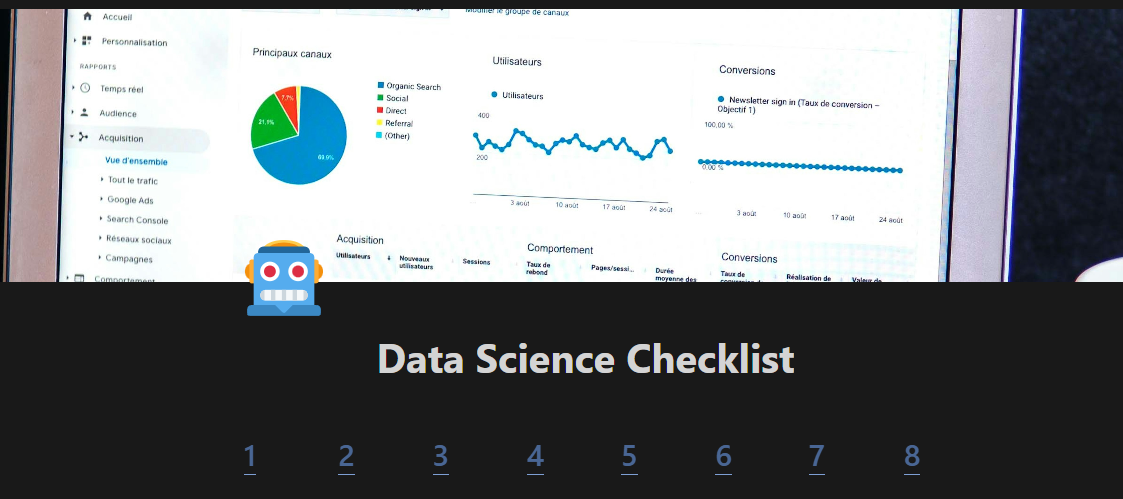 Accueil
Modifier le groupe de canaux
Personnalisation
RAPPORTS
Temps réel
Audience
Acquisition
Vue d'ensemble
Tout le trafic
Google Ads
Search Console
Réseaux sociaux
Campagnes
Comportement
Principaux canaux
Organic Search
Social
Direct
Referral
(Other)
7,7%
21,1%
69,9%
Utilisateurs
Utilisateurs
400
200
3 août 10 août 17 août 24 août
Conversions
Newsletter sign in (Taux de conversion –
Objectif 1)
100,00 %
0,00 %
3 août 10 août 17 août 24 août
Acquisition
Utilisateurs
Nouveaux
utilisateurs
Sessions
Comportement
Taux de
rebond
Pages/sessi...
Durée
moyenne des
Conversions
Taux de
Réalisation de
Valeur de
Data Science Checklist
1 2 3 4 5 6 7 8